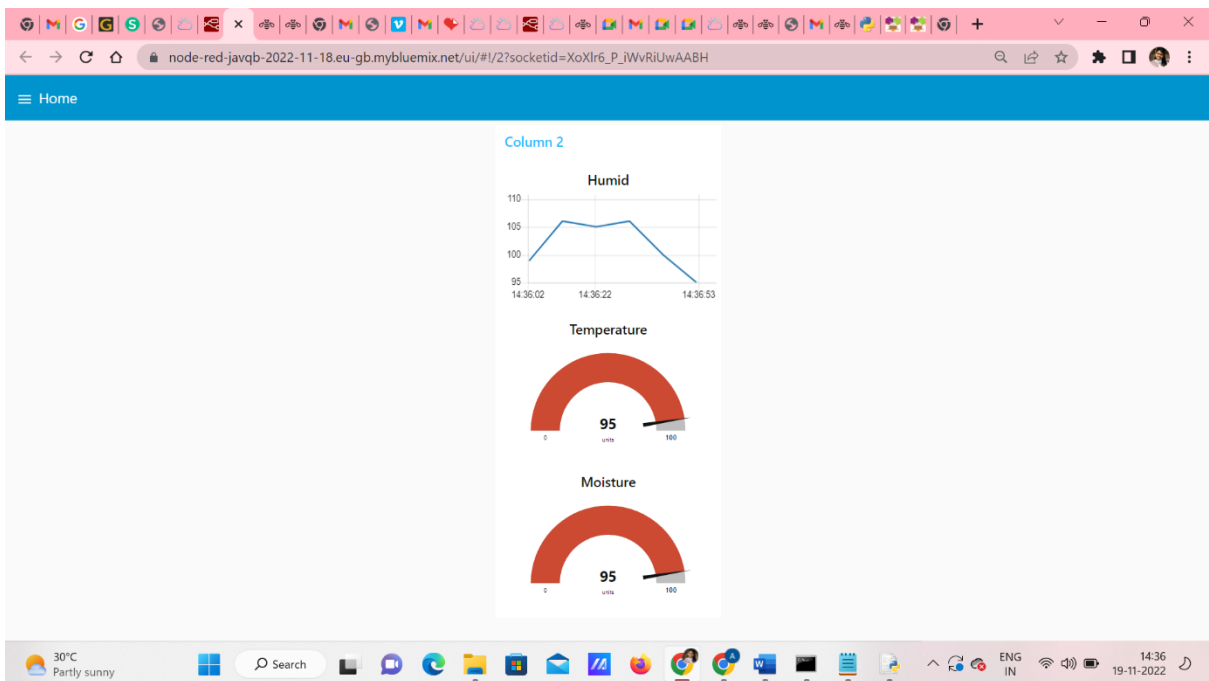 node-red-javqb-2022-11-18.eu-gb.mybluemix.net/ui/#!/2?socketid=XoXlr6_P_iWvRiUwAABH
Home
Column 2
Humid
110
105
100
95
14:36:02 14:36:22 14:36:53
Temperature
95
units
0 100
Moisture
95
units
0 100
30°C
Partly sunny
Search
ENG
IN
14:36
19-11-2022